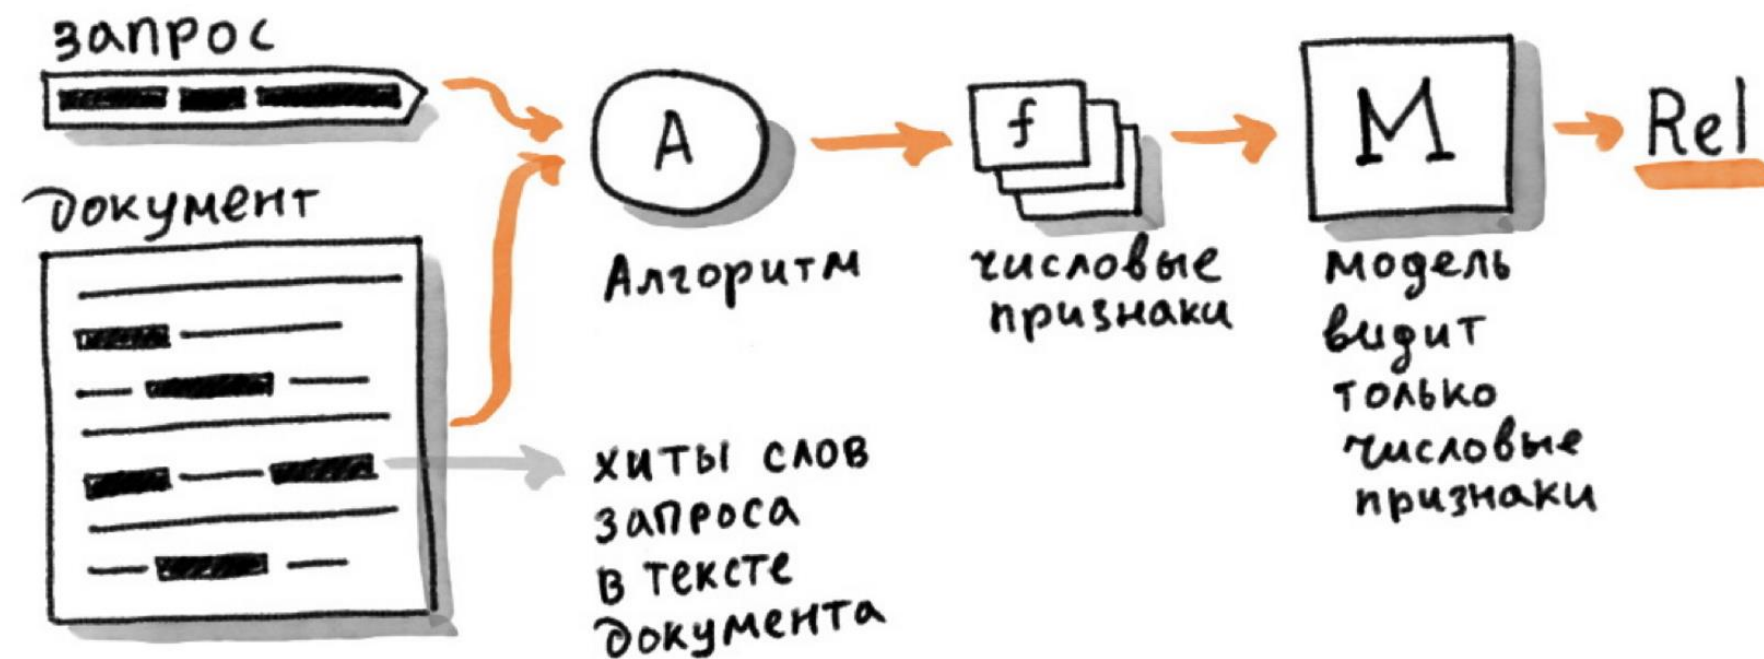 запрос
документ
A
Алгоритм
f
числовые
признаки
M
модель
видит
только
числовые
признаки
Rel
хиты слов
запроса
в тексте
документа